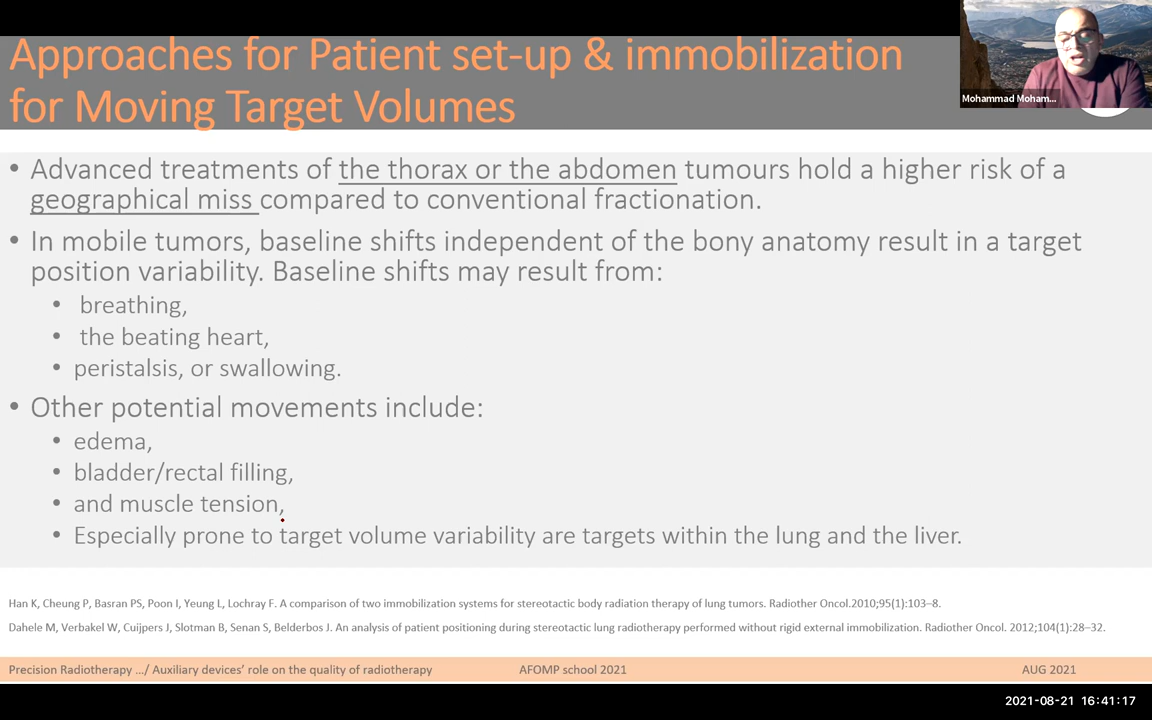 Approaches for Patient set-up & immobilization
for Moving Target Volumes
Mohammad Moham...
• Advanced treatments of the thorax or the abdomen tumours hold a higher risk of a
geographical miss compared to conventional fractionation.
• In mobile tumors, baseline shifts independent of the bony anatomy result in a target
position variability. Baseline shifts may result from:
• breathing,
• the beating heart,
• peristalsis, or swallowing.
• Other potential movements include:
• edema,
• bladder/rectal filling,
• and muscle tension,
• Especially prone to target volume variability are targets within the lung and the liver.
Han K, Cheung P, Basran PS, Poon I, Yeung L, Lochray F. A comparison of two immobilization systems for stereotactic body radiation therapy of lung tumors. Radiother Oncol.2010;95(1):103–8.
Dahele M, Verbakel W, Cuijpers J, Slotman B, Senan S, Belderbos J. An analysis of patient positioning during stereotactic lung radiotherapy performed without rigid external immobilization. Radiother Oncol. 2012;104(1):28–32.
Precision Radiotherapy .../ Auxiliary devices' role on the quality of radiotherapy
AFOMP school 2021
AUG 2021
2021-08-21 16:41:17